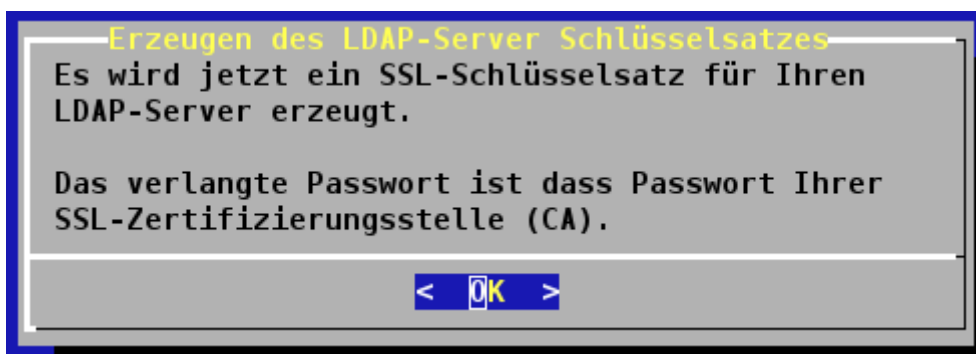 Erzeugen des LDAP-Server Schlüsselsatzes
Es wird jetzt ein SSL-Schlüsselsatz für Ihren
LDAP-Server erzeugt.
Das verlangte Passwort ist dass Passwort Ihrer
SSL-Zertifizierungsstelle (CA).
< OK >